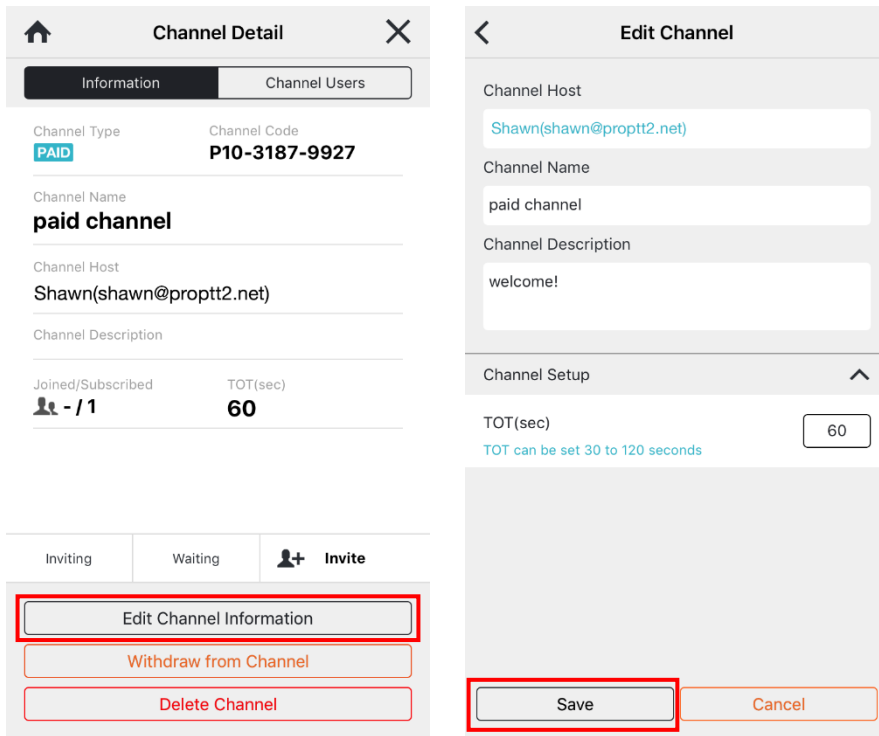 Channel Detail
Information
Channel Users
Channel Type
Channel Code
PAID
P10-3187-9927
Channel Name
paid channel
Channel Host
Shawn(shawn@proptt2.net)
Channel Description
Joined/Subscribed
TOT(sec)
- / 1
60
Inviting
Waiting
Invite
Edit Channel Information
Withdraw from Channel
Delete Channel
Edit Channel
Channel Host
Shawn(shawn@proptt2.net)
Channel Name
paid channel
Channel Description
welcome!
Channel Setup
TOT(sec)
60
TOT can be set 30 to 120 seconds
Save
Cancel